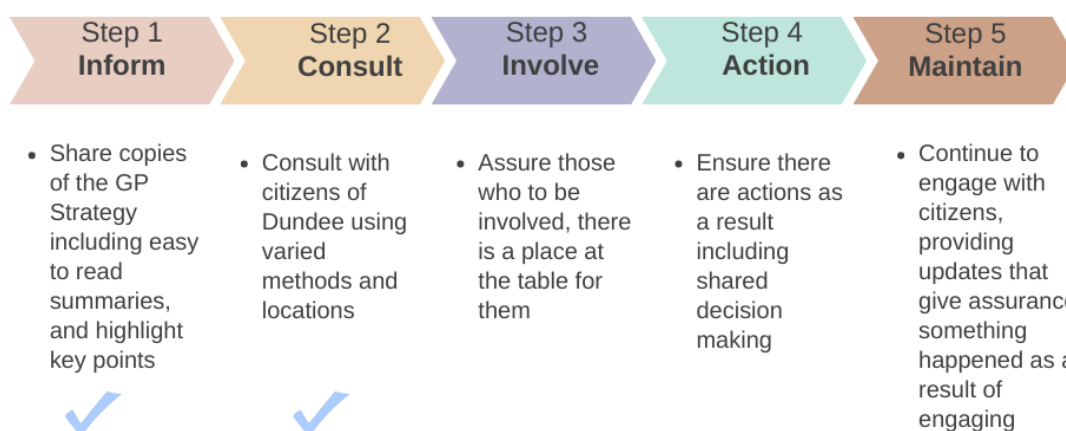 Step 1
Inform
Step 2
Consult
Step 3
Involve
Step 4
Action
Step 5
Maintain
• Share copies
of the GP
Strategy
including easy
to read
summaries,
and highlight
key points
• Consult with
citizens of
Dundee using
varied
methods and
locations
• Assure those
who to be
involved, there
is a place at
the table for
them
• Ensure there
are actions as
a result
including
shared
decision
making
• Continue to
engage with
citizens,
providing
updates that
give assurance
something
happened as a
result of
engaging